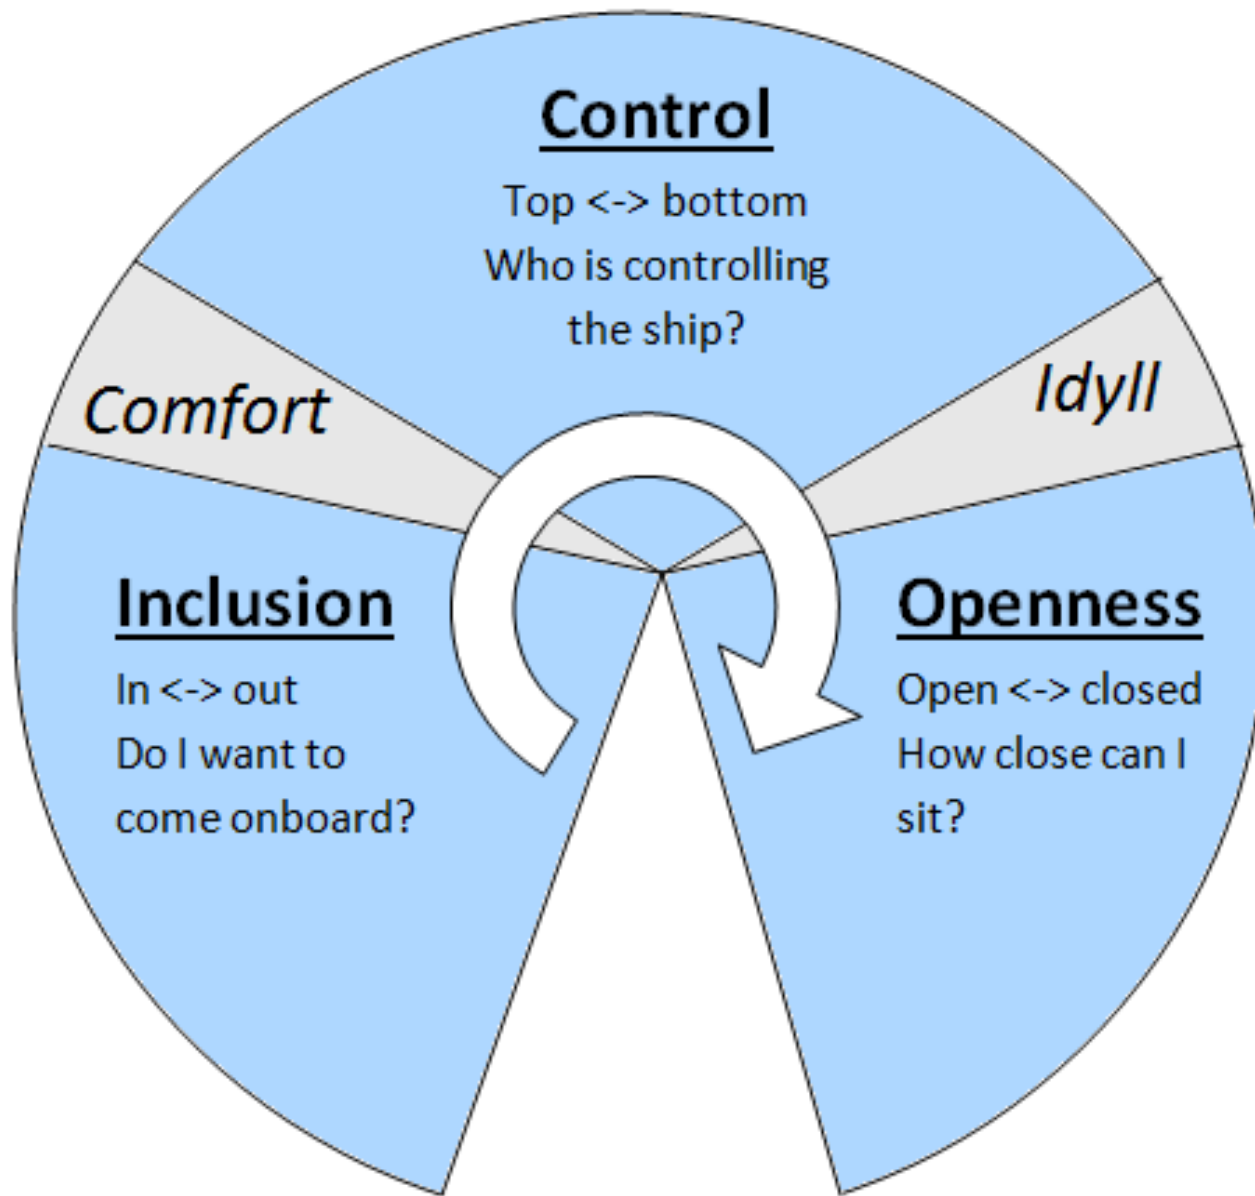 Control
Top <-> bottom
Who is controlling
the ship?
Comfort
Idyll
Inclusion
In <-> out
Do I want to
come onboard?
Openness
Open <-> closed
How close can I
sit?